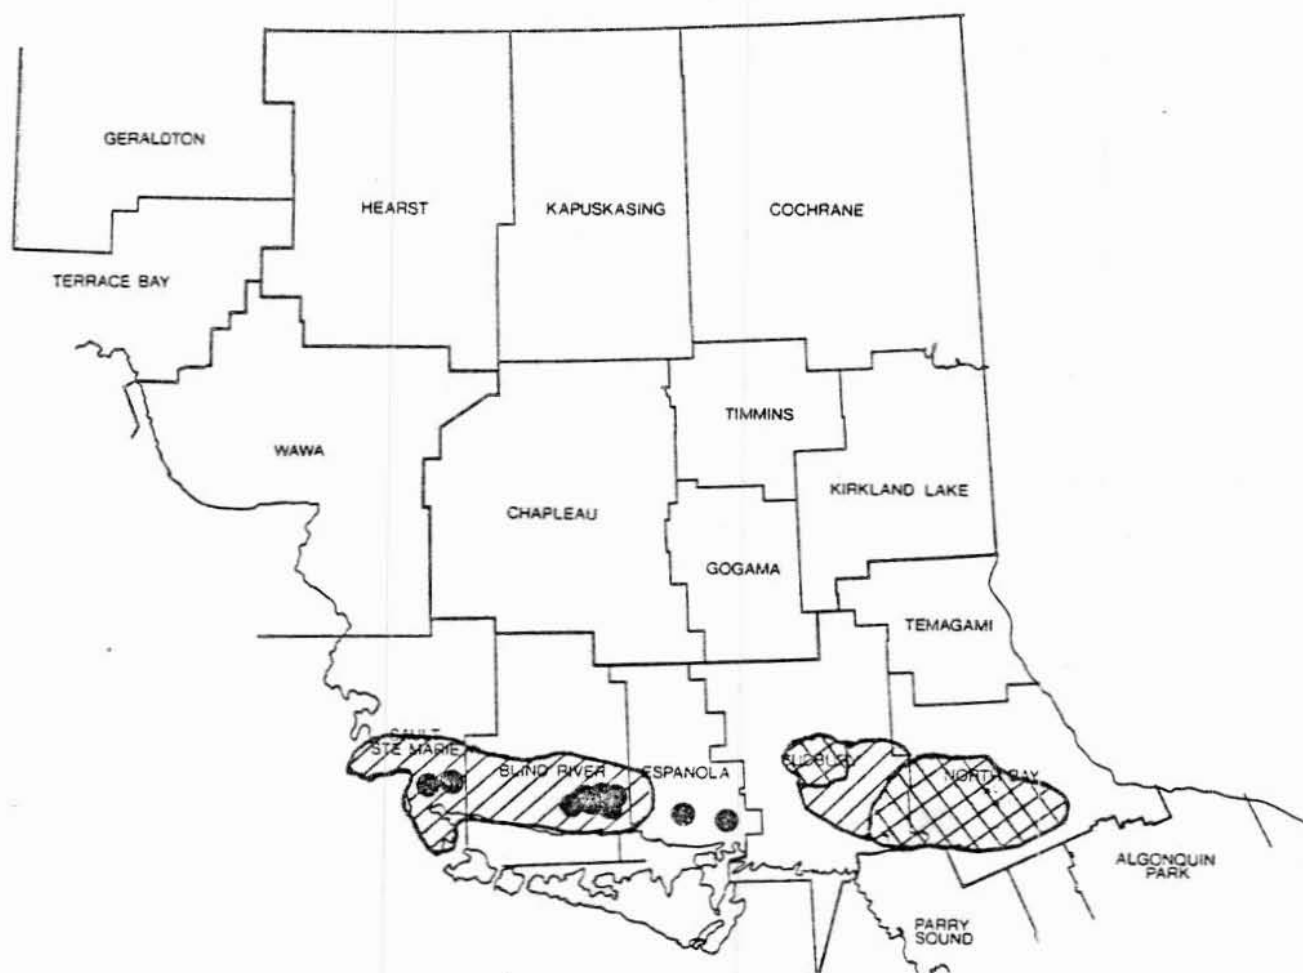 GERALDTON
HEARST
KAPUSKASING
COCHRANE
TERRACE BAY
TIMMINS
WAWA
KIRKLAND LAKE
CHAPLEAU
GOGAMA
TEMAGAMI
SAULT
STE MARIE
BLIND RIVER
ESPANOLA
NORTH BAY
ALGONQUIN
PARK
PARRY
SOUND